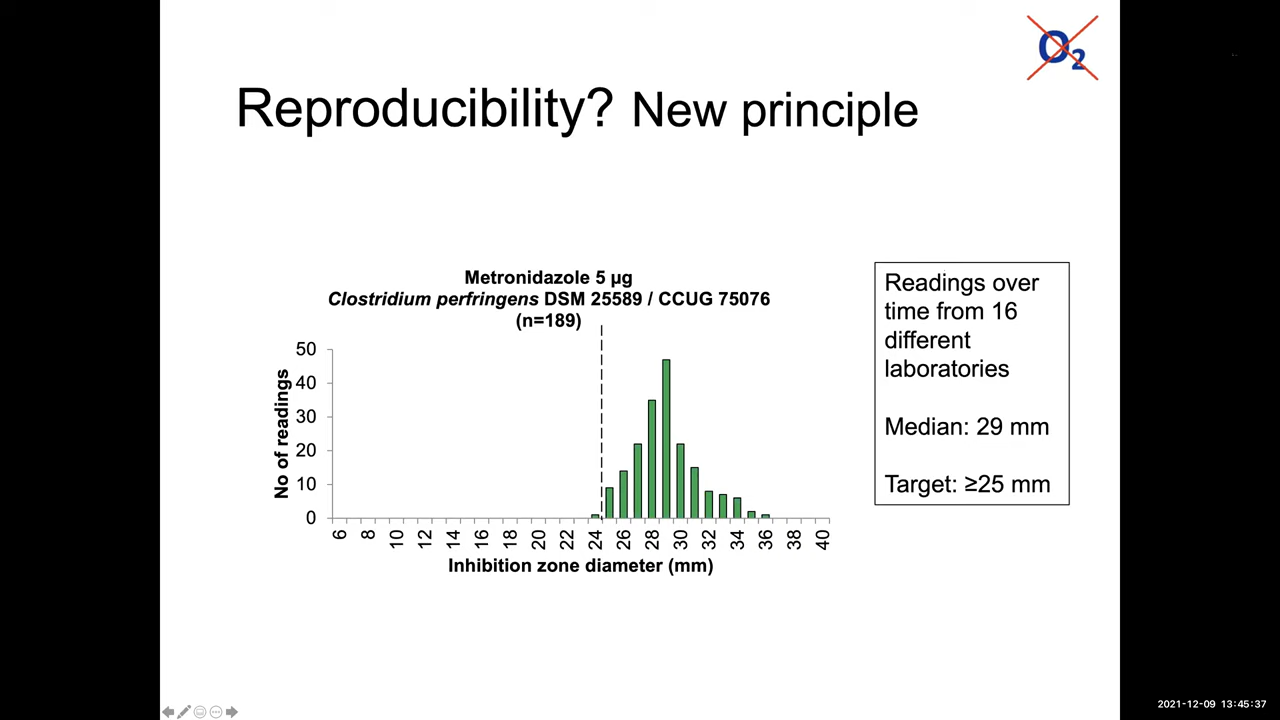 O2
Reproducibility? New principle
Metronidazole 5 µg
Clostridium perfringens DSM 25589 / CCUG 75076
(n=189)
No of readings
50
40
30
20
10
0
6 8 10 12 14 16 18 20 22 24 26 28 30 32 34 36 38 40
Inhibition zone diameter (mm)
Readings over
time from 16
different
laboratories
Median: 29 mm
Target: ≥25 mm
2021-12-09 13:45:37